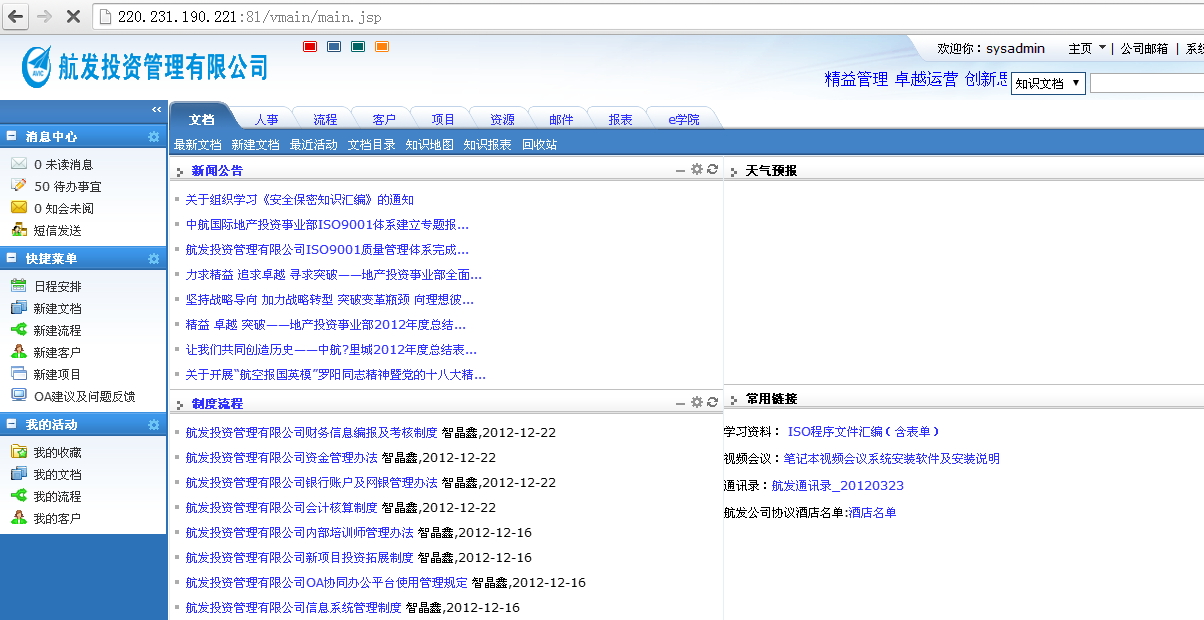 220.231.190.221:81/vmain/main.jsp
AVIC 航发投资管理有限公司
欢迎你：sysadmin 主页 | 公司邮箱 | 系统
精益管理 卓越运营 创新思
知识文档
文档 人事 流程 客户 项目 资源 邮件 报表 e学院
最新文档 新建文档 最近活动 文档目录 知识地图 知识报表 回收站
消息中心
0 未读消息
50 待办事宜
0 知会未阅
短信发送
快捷菜单
日程安排
新建文档
新建流程
新建客户
新建项目
OA建议及问题反馈
我的活动
我的收藏
我的文档
我的流程
我的客户
新闻公告
关于组织学习《安全保密知识汇编》的通知
中航国际地产投资事业部ISO9001体系建立专题报...
航发投资管理有限公司ISO9001质量管理体系完成...
力求精益 追求卓越 寻求突破——地产投资事业部全面...
坚持战略导向 加力战略转型 突破变革瓶颈 向理想彼...
精益 卓越 突破——地产投资事业部2012年度总结...
让我们共同创造历史——中航?里城2012年度总结表...
关于开展“航空报国英模”罗阳同志精神暨党的十八大精...
制度流程
航发投资管理有限公司财务信息编报及考核制度 智晶鑫,2012-12-22
航发投资管理有限公司资金管理办法 智晶鑫,2012-12-22
航发投资管理有限公司银行账户及网银管理办法 智晶鑫,2012-12-22
航发投资管理有限公司会计核算制度 智晶鑫,2012-12-22
航发投资管理有限公司内部培训师管理办法 智晶鑫,2012-12-16
航发投资管理有限公司新项目投资拓展制度 智晶鑫,2012-12-16
航发投资管理有限公司OA协同办公平台使用管理规定 智晶鑫,2012-12-16
航发投资管理有限公司信息系统管理制度 智晶鑫,2012-12-16
天气预报
常用链接
学习资料： ISO程序文件汇编（含表单）
视频会议：笔记本视频会议系统安装软件及安装说明
通讯录：航发通讯录_20120323
航发公司协议酒店名单:酒店名单